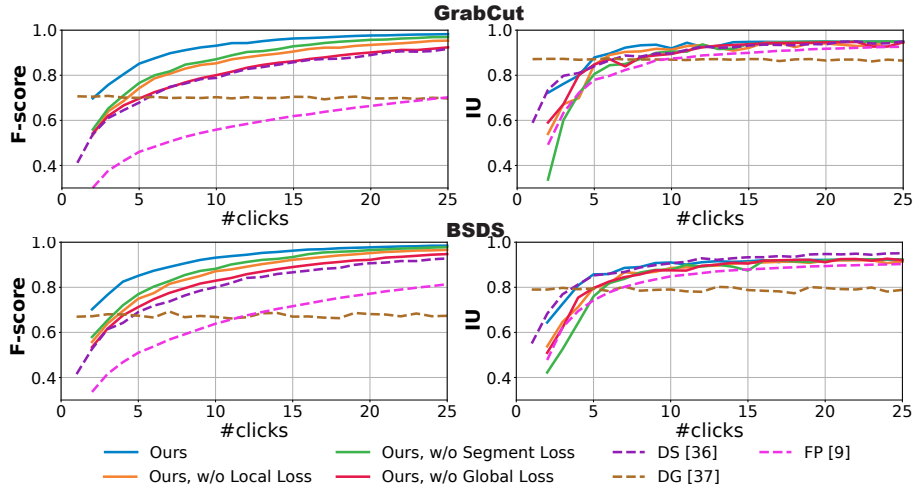 GrabCut
F-score
1.0
0.8
0.6
0.4
0 5 10 15 20 25
#clicks
IU
1.0
0.8
0.6
0.4
0 5 10 15 20 25
#clicks
BSDS
F-score
1.0
0.8
0.6
0.4
0 5 10 15 20 25
#clicks
IU
1.0
0.8
0.6
0.4
0 5 10 15 20 25
#clicks
Ours
Ours, w/o Local Loss
Ours, w/o Segment Loss
Ours, w/o Global Loss
DS [36]
DG [37]
FP [9]